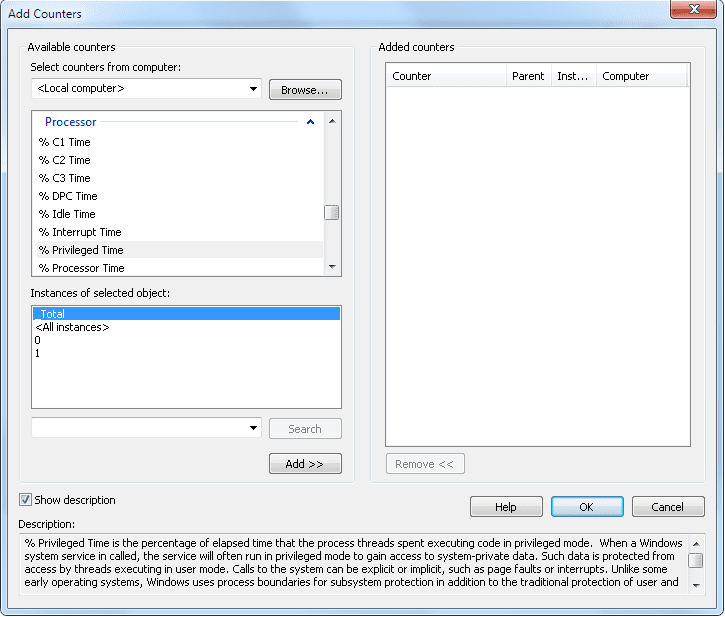 Add Counters
Available counters
Select counters from computer:
<Local computer>
Browse...
Processor
% C1 Time
% C2 Time
% C3 Time
% DPC Time
% Idle Time
% Interrupt Time
% Privileged Time
% Processor Time
Instances of selected object:
_Total
<All instances>
0
1
Search
Add >>
Added counters
Counter Parent Inst... Computer
Remove <<
Show description
Help OK Cancel
Description:
% Privileged Time is the percentage of elapsed time that the process threads spent executing code in privileged mode. When a Windows
system service in called, the service will often run in privileged mode to gain access to system-private data. Such data is protected from
access by threads executing in user mode. Calls to the system can be explicit or implicit, such as page faults or interrupts. Unlike some
early operating systems, Windows uses process boundaries for subsystem protection in addition to the traditional protection of user and